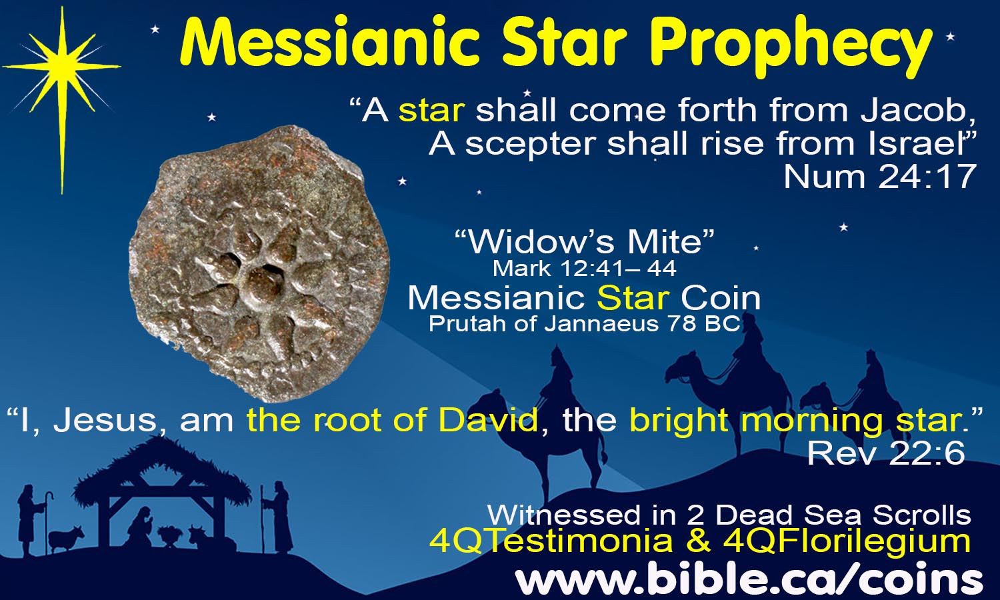 Messianic Star Prophecy
“A star shall come forth from Jacob,
A scepter shall rise from Israel”
Num 24:17
“Widow’s Mite”
Mark 12:41– 44
Messianic Star Coin
Prutah of Jannaeus 78 BC
“I, Jesus, am the root of David, the bright morning star.”
Rev 22:6
Witnessed in 2 Dead Sea Scrolls
4QTestimonia & 4QFlorilegium
www.bible.ca/coins